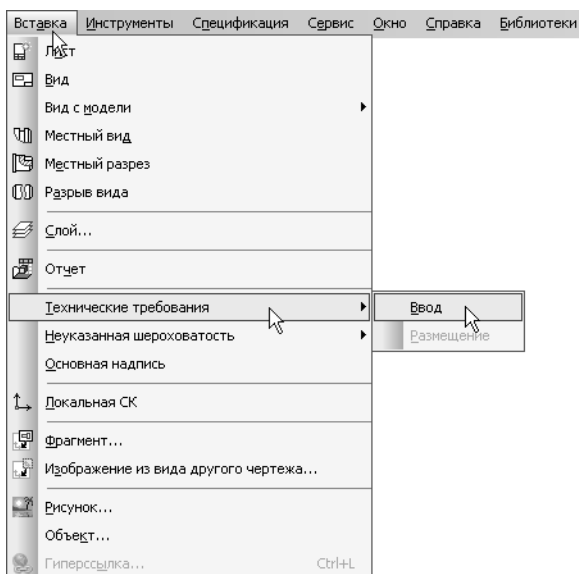 Вставка Инструменты Спецификация Сервис Окно Справка Библиотеки
Лист
Вид
Вид с модели
Местный вид
Местный разрез
Разрыв вида
Слой...
Отчет
Технические требования Ввод
Неуказанная шероховатость Размещение
Основная надпись
Локальная СК
Фрагмент...
Изображение из вида другого чертежа...
Рисунок...
Объект...
Гиперссылка... Ctrl+L